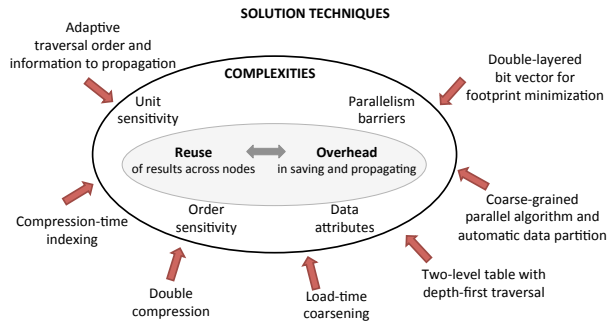 SOLUTION TECHNIQUES
Adaptive
traversal order and
information to propagation
COMPLEXITIES
Double-layered
bit vector for
footprint minimization
Unit
sensitivity
Parallelism
barriers
Reuse
of results across nodes
Overhead
in saving and propagating
Order
sensitivity
Data
attributes
Compression-time
indexing
Coarse-grained
parallel algorithm and
automatic data partition
Double
compression
Load-time
coarsening
Two-level table with
depth-first traversal